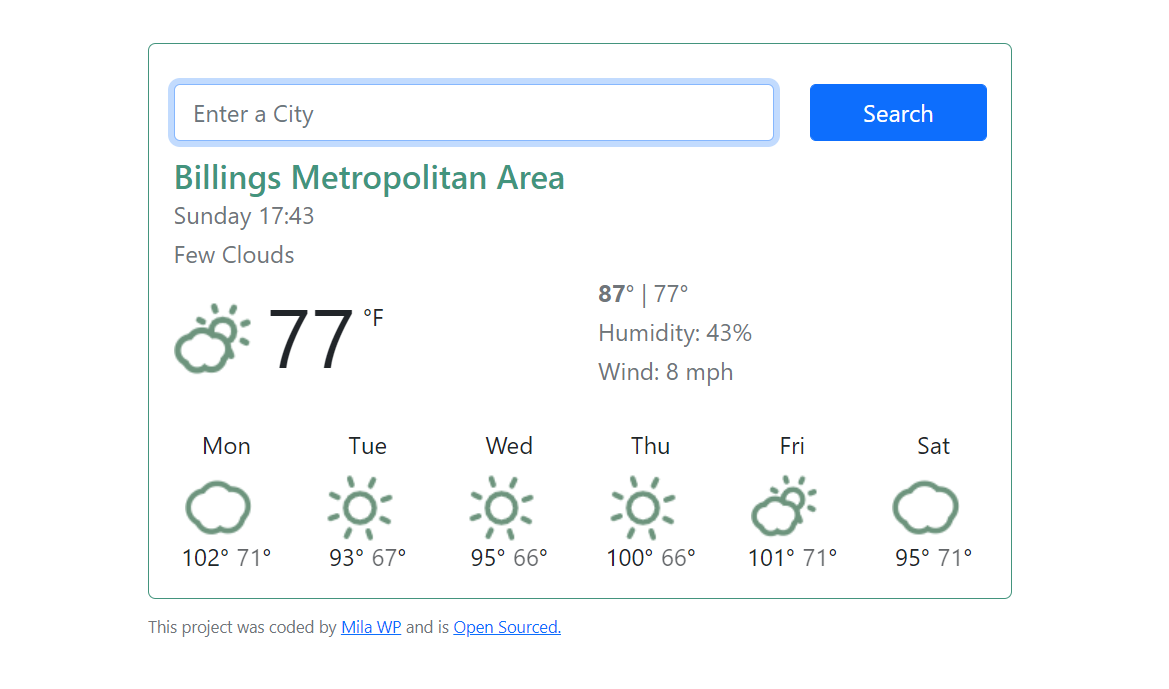 Enter a City
Search
Billings Metropolitan Area
Sunday 17:43
Few Clouds
77 °F
87° | 77°
Humidity: 43%
Wind: 8 mph
Mon Tue Wed Thu Fri Sat
102° 71° 93° 67° 95° 66° 100° 66° 101° 71° 95° 71°
This project was coded by Mila WP and is Open Sourced.